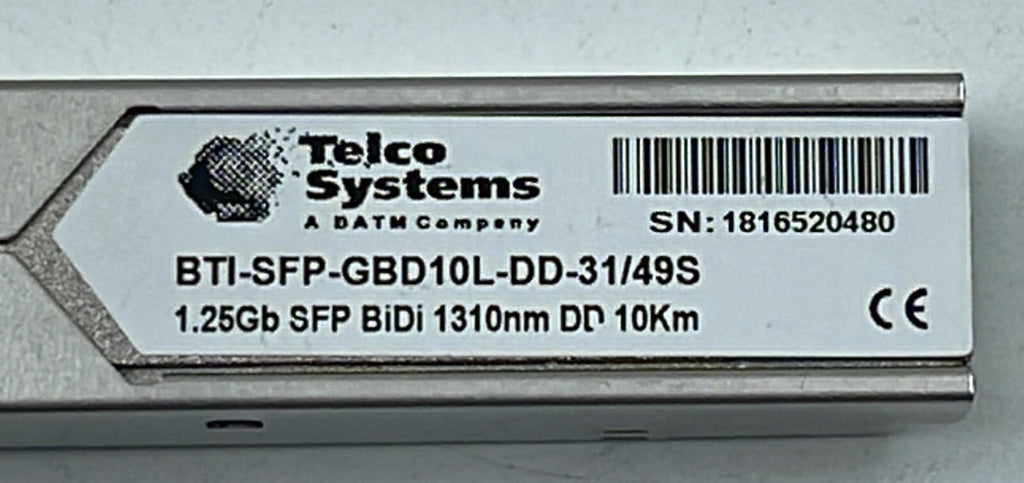 Telco
Systems
A BATM Company
SN: 1816520480
BTI-SFP-GBD10L-DD-31/49S
1.25Gb SFP BiDi 1310nm DD 10Km
CE